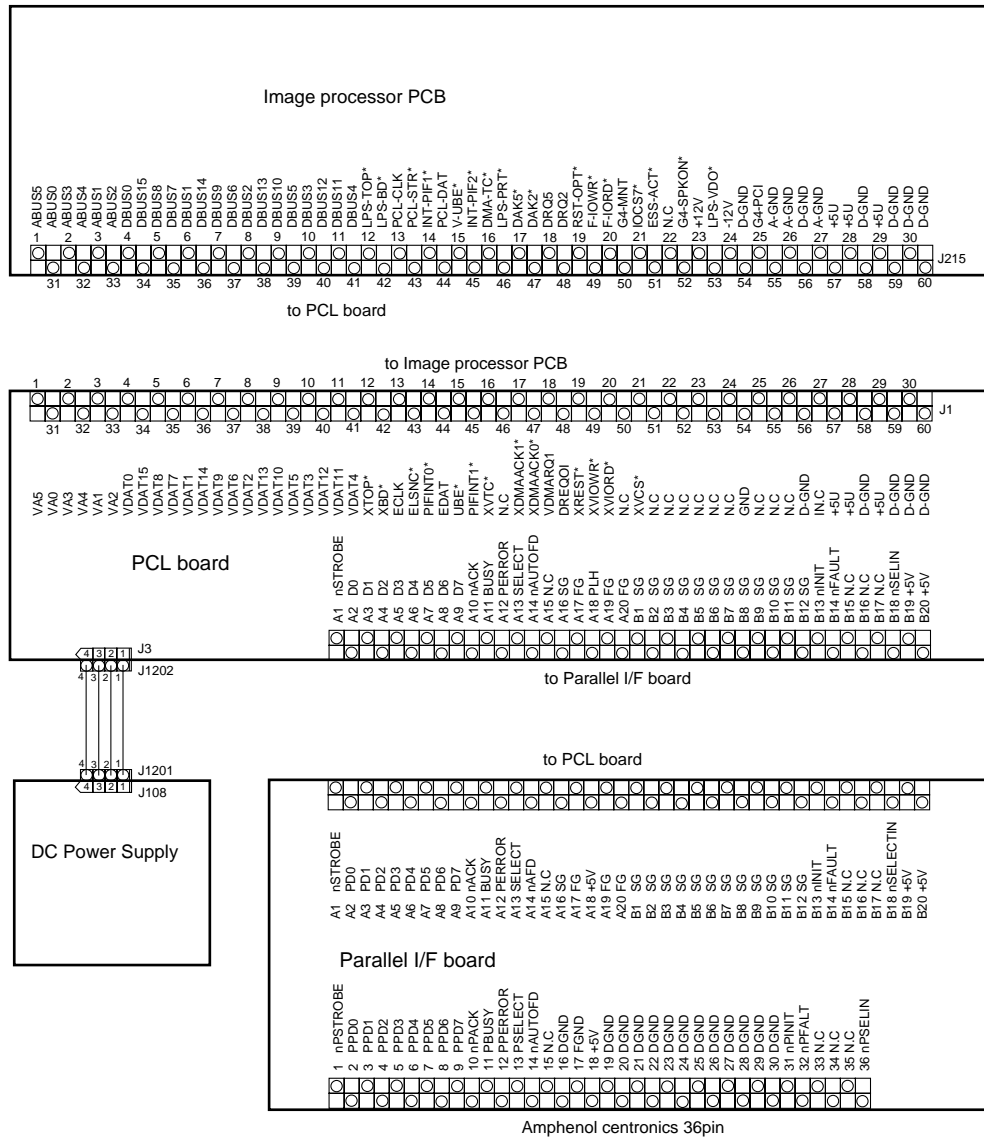 Image processor PCB
ABUS5
ABUS0
ABUS3
ABUS4
ABUS1
ABUS2
DBUS0
DBUS15
DBUS8
DBUS7
DBUS1
DBUS14
DBUS9
DBUS6
DBUS2
DBUS13
DBUS10
DBUS5
DBUS3
DBUS12
DBUS11
DBUS4
LPS-TOP*
LPS-BD*
PCL-CLK
PCL-STR*
INT-PIF1*
PCL-DAT
V-UBE*
INT-PIF2*
DMA-TC*
LPS-PRT*
DAK5*
DAK2*
DRQ5
DRQ2
RST-OPT*
F-IOWR*
F-IORD*
G4-MNT
IOCS7*
ESS-ACT*
N.C
G4-SPKON*
+12V
LPS-VDO*
-12V
D-GND
G4-PCI
A-GND
A-GND
D-GND
A-GND
+5U
+5U
D-GND
+5U
D-GND
D-GND
D-GND
1 2 3 4 5 6 7 8 9 10 11 12 13 14 15 16 17 18 19 20 21 22 23 24 25 26 27 28 29 30
J215
31 32 33 34 35 36 37 38 39 40 41 42 43 44 45 46 47 48 49 50 51 52 53 54 55 56 57 58 59 60
to PCL board
to Image processor PCB
1 2 3 4 5 6 7 8 9 10 11 12 13 14 15 16 17 18 19 20 21 22 23 24 25 26 27 28 29 30
J1
31 32 33 34 35 36 37 38 39 40 41 42 43 44 45 46 47 48 49 50 51 52 53 54 55 56 57 58 59 60
VA5
VA0
VA3
VA4
VA1
VA2
VDAT0
VDAT15
VDAT8
VDAT7
VDAT1
VDAT14
VDAT9
VDAT6
VDAT2
VDAT13
VDAT10
VDAT5
VDAT3
VDAT12
VDAT11
VDAT4
XTOP*
XBD*
ECLK
ELSNC*
PIFINT0*
EDAT
UBE*
PIFINT1*
XVTC*
N.C
XDMAACK1*
XDMAACK0*
VDMARQ1
DREQOI
XREST*
XVIOWR*
XVIORD*
N.C
XVCS*
N.C
N.C
N.C
N.C
N.C
N.C
GND
N.C
N.C
N.C
D-GND
IN.C
+5U
+5U
D-GND
+5U
D-GND
D-GND
D-GND
PCL board
A1 nSTROBE
A2 D0
A3 D1
A4 D2
A5 D3
A6 D4
A7 D5
A8 D6
A9 D7
A10 nACK
A11 BUSY
A12 PERROR
A13 SELECT
A14 nAUTOFD
A15 N.C
A16 SG
A17 FG
A18 PLH
A19 FG
A20 FG
B1 SG
B2 SG
B3 SG
B4 SG
B5 SG
B6 SG
B7 SG
B8 SG
B9 SG
B10 SG
B11 SG
B12 SG
B13 nINIT
B14 nFAULT
B15 N.C
B16 N.C
B17 N.C
B18 nSELIN
B19 +5V
B20 +5V
to Parallel I/F board
4 3 2 1 J3
4 3 2 1 J1202
4 3 2 1 J1201
4 3 2 1 J108
DC Power Supply
to PCL board
A1 nSTROBE
A2 PD0
A3 PD1
A4 PD2
A5 PD3
A6 PD4
A7 PD5
A8 PD6
A9 PD7
A10 nACK
A11 BUSY
A12 PERROR
A13 SELECT
A14 nAFD
A15 N.C
A16 SG
A17 FG
A18 +5V
A19 FG
A20 FG
B1 SG
B2 SG
B3 SG
B4 SG
B5 SG
B6 SG
B7 SG
B8 SG
B9 SG
B10 SG
B11 SG
B12 SG
B13 nINIT
B14 nFAULT
B15 N.C
B16 N.C
B17 N.C
B18 nSELECTIN
B19 +5V
B20 +5V
Parallel I/F board
1 nPSTROBE
2 PPD0
3 PPD1
4 PPD2
5 PPD3
6 PPD4
7 PPD5
8 PPD6
9 PPD7
10 nPACK
11 PBUSY
12 PPERROR
13 PSELECT
14 nAUTOFD
15 N.C
16 DGND
17 FGND
18 +5V
19 DGND
20 DGND
21 DGND
22 DGND
23 DGND
24 DGND
25 DGND
26 DGND
27 DGND
28 DGND
29 DGND
30 DGND
31 nPINIT
32 nPFALT
33 N.C
34 N.C
35 N.C
36 nPSELIN
Amphenol centronics 36pin